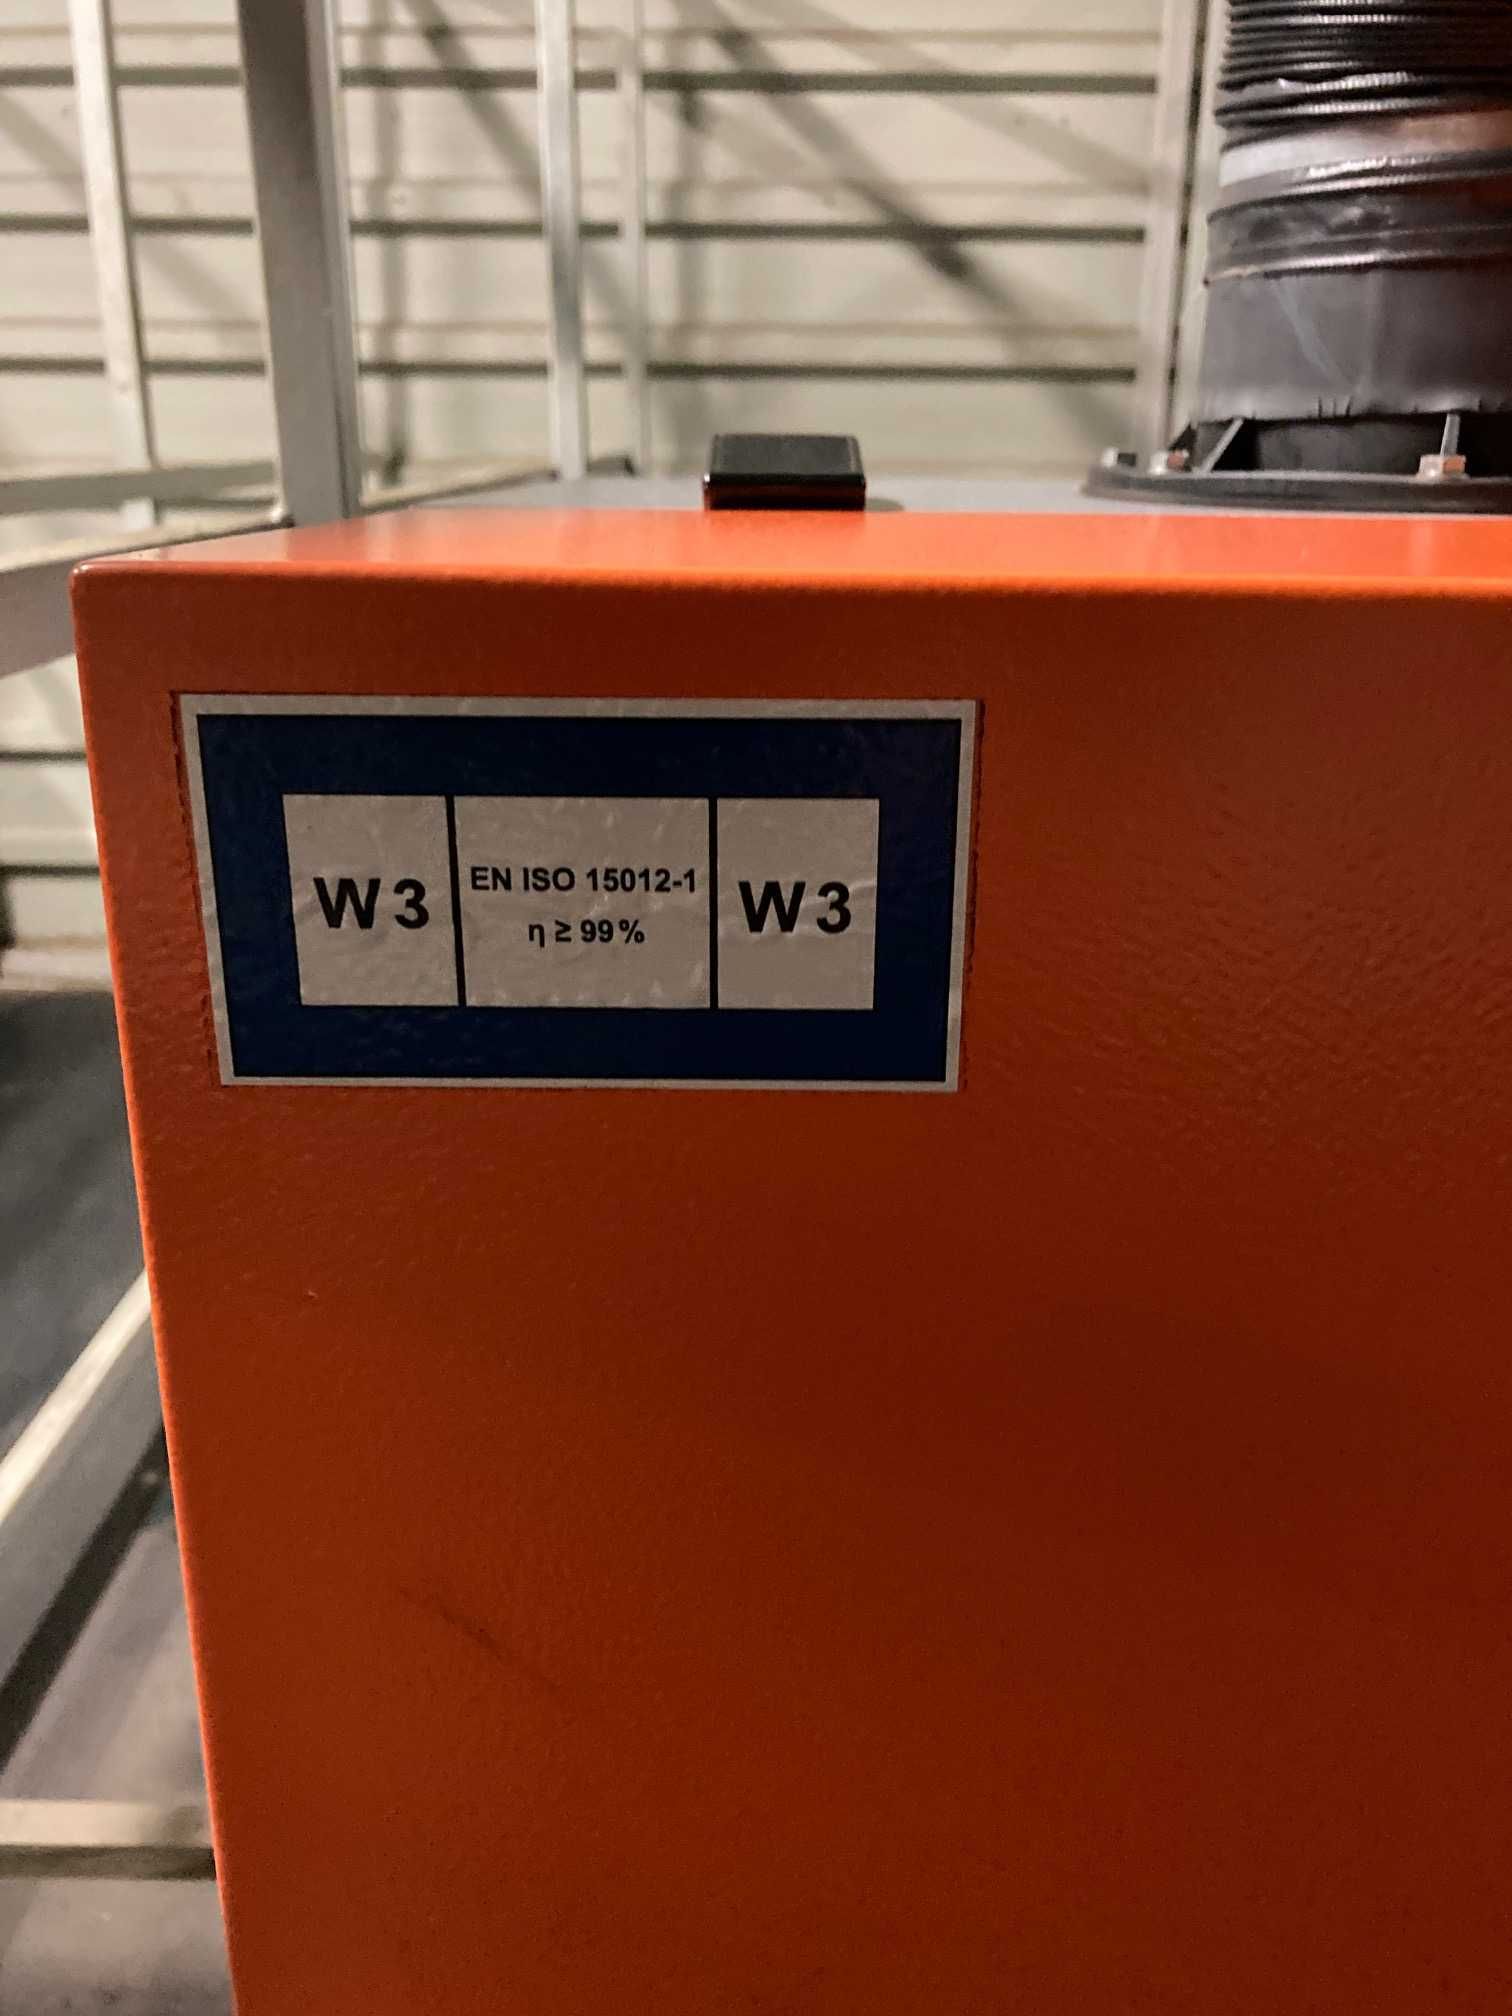 W3
EN ISO 15012-1
η ≥ 99%
W3